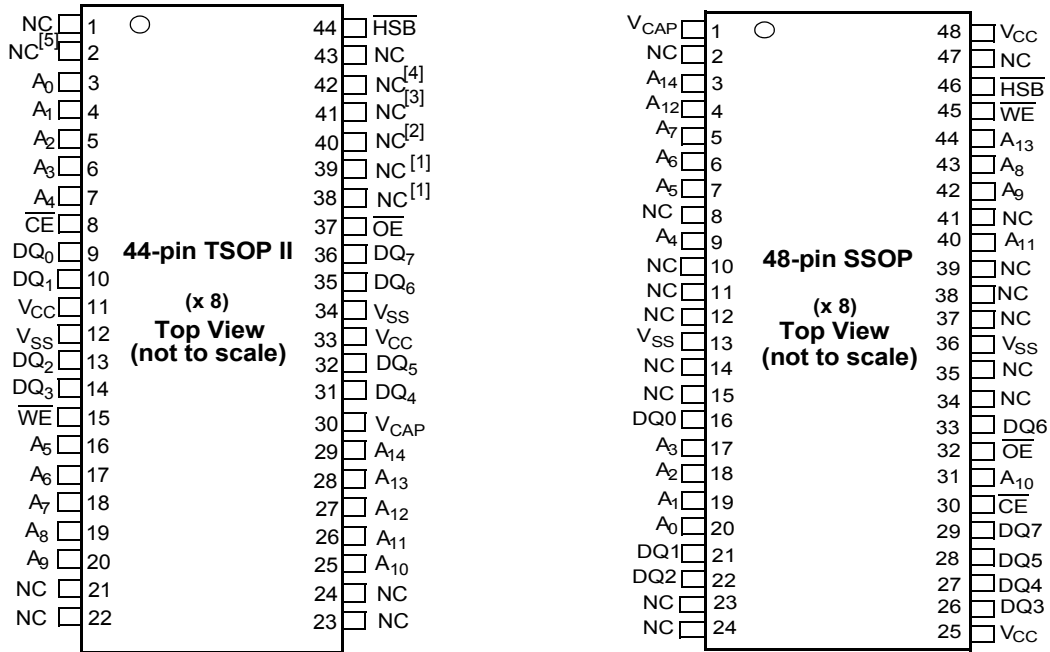 NC 1 44 HSB
NC[5] 2 43 NC
A0 3 42 NC[4]
A1 4 41 NC[3]
A2 5 40 NC[2]
A3 6 39 NC [1]
A4 7 38 NC[1]
CE 8 37 OE
DQ0 9 36 DQ7
DQ1 10 35 DQ6
VCC 11 34 VSS
VSS 12 33 VCC
DQ2 13 32 DQ5
DQ3 14 31 DQ4
WE 15 30 VCAP
A5 16 29 A14
A6 17 28 A13
A7 18 27 A12
A8 19 26 A11
A9 20 25 A10
NC 21 24 NC
NC 22 23 NC
44-pin TSOP II
(x 8)
Top View
(not to scale)
VCAP 1 48 VCC
NC 2 47 NC
A14 3 46 HSB
A12 4 45 WE
A7 5 44 A13
A6 6 43 A8
A5 7 42 A9
NC 8 41 NC
A4 9 40 A11
NC 10 39 NC
NC 11 38 NC
NC 12 37 NC
VSS 13 36 VSS
NC 14 35 NC
NC 15 34 NC
DQ0 16 33 DQ6
A3 17 32 OE
A2 18 31 A10
A1 19 30 CE
A0 20 29 DQ7
DQ1 21 28 DQ5
DQ2 22 27 DQ4
NC 23 26 DQ3
NC 24 25 VCC
48-pin SSOP
(x 8)
Top View
(not to scale)